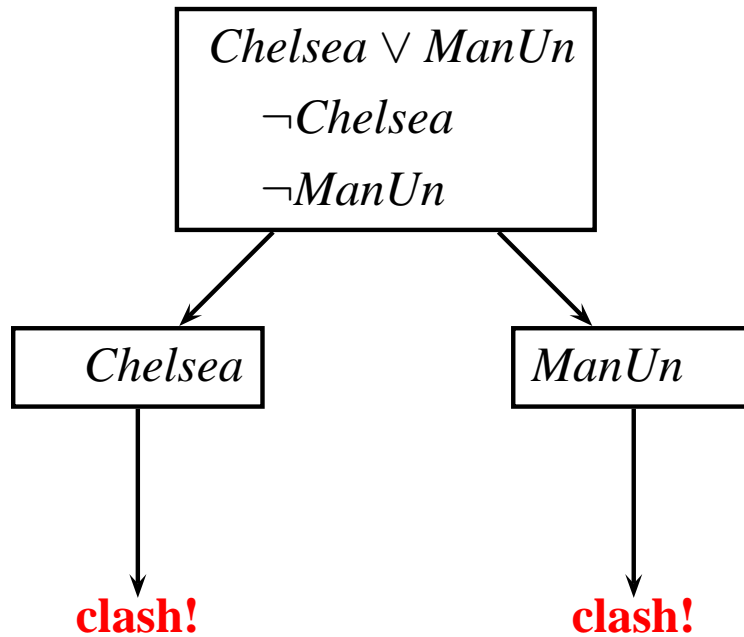 Chelsea ∨ ManUn
¬Chelsea
¬ManUn
Chelsea
ManUn
clash!
clash!